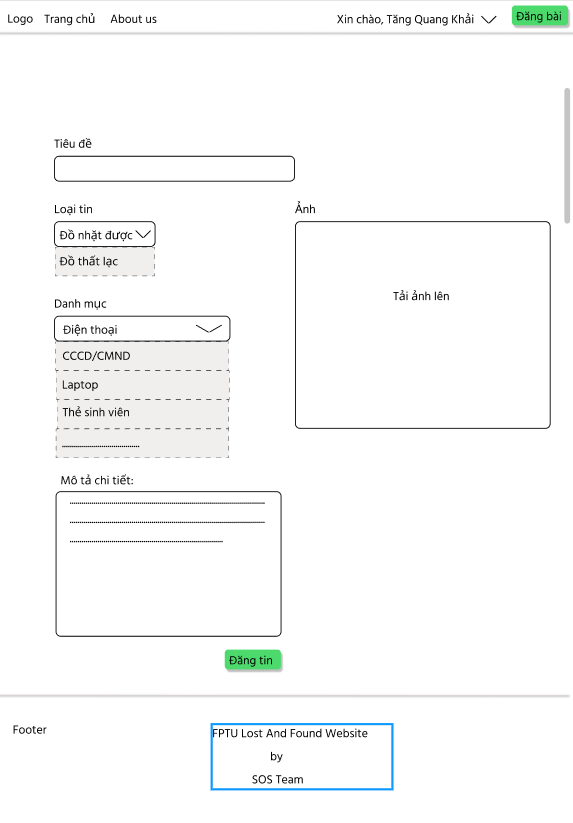 Logo Trang chủ About us Xin chào, Tăng Quang Khải Đăng bài
Tiêu đề
Loại tin
Đồ nhặt được
Đồ thất lạc
Ảnh
Tải ảnh lên
Danh mục
Điện thoại
CCCD/CMND
Laptop
Thẻ sinh viên
Mô tả chi tiết:
Đăng tin
Footer
FPTU Lost And Found Website
by
SOS Team